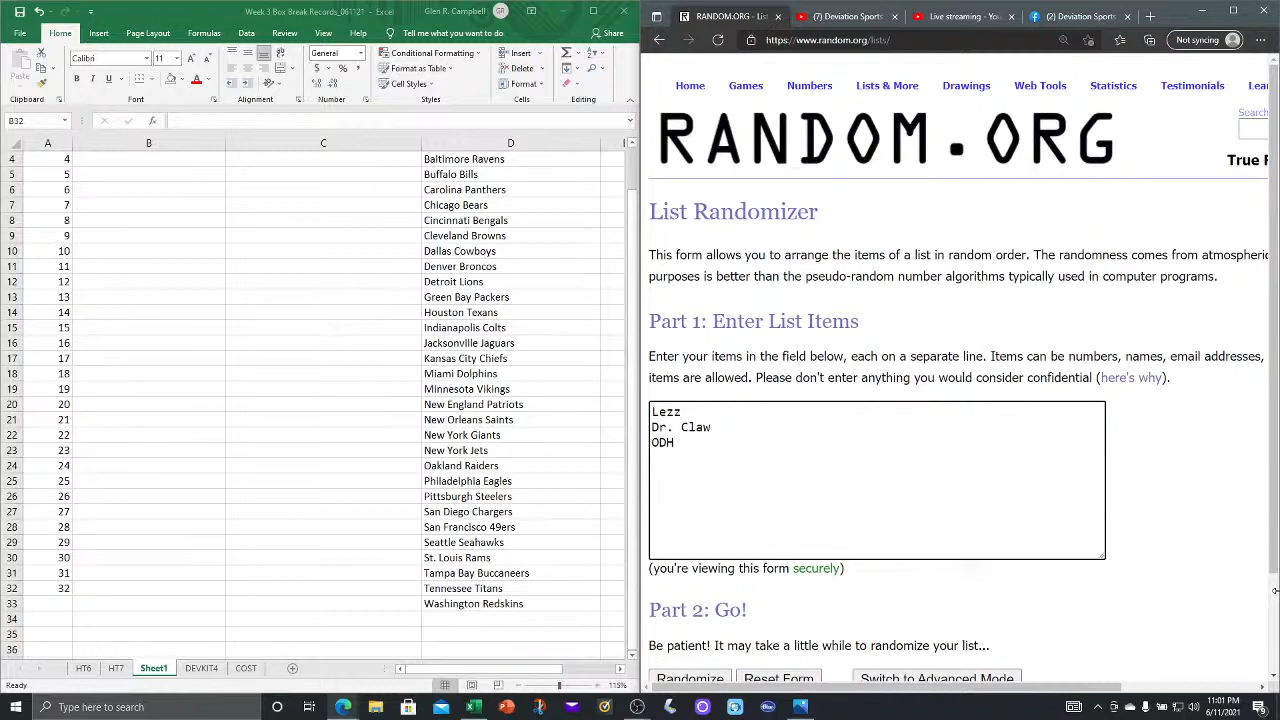 Week 3 Box Break Records_061121 - Excel
Glen R. Campbell
GR
File
Home
Insert
Page Layout
Formulas
Data
Review
View
Help
Tell me what you want to do
Share
Paste
Calibri
11
General
Conditional Formatting
Format as Table
Cell Styles
Insert
Delete
Format
Clipboard
Font
Alignment
Number
Styles
Cells
Editing
B32
fx
A B C D
4 4 Baltimore Ravens
5 5 Buffalo Bills
6 6 Carolina Panthers
7 7 Chicago Bears
8 8 Cincinnati Bengals
9 9 Cleveland Browns
10 10 Dallas Cowboys
11 11 Denver Broncos
12 12 Detroit Lions
13 13 Green Bay Packers
14 14 Houston Texans
15 15 Indianapolis Colts
16 16 Jacksonville Jaguars
17 17 Kansas City Chiefs
18 18 Miami Dolphins
19 19 Minnesota Vikings
20 20 New England Patriots
21 21 New Orleans Saints
22 22 New York Giants
23 23 New York Jets
24 24 Oakland Raiders
25 25 Philadelphia Eagles
26 26 Pittsburgh Steelers
27 27 San Diego Chargers
28 28 San Francisco 49ers
29 29 Seattle Seahawks
30 30 St. Louis Rams
31 31 Tampa Bay Buccaneers
32 32 Tennessee Titans
33 Washington Redskins
34
35
36
HT6 HT7 Sheet1 DEVKIT4 COST
Ready
115%
RANDOM.ORG - List
(7) Deviation Sports
Live streaming - You
(2) Deviation Sports
https://www.random.org/lists/
Not syncing
Home Games Numbers Lists & More Drawings Web Tools Statistics Testimonials Lea
RANDOM.ORG
Search
True R
List Randomizer
This form allows you to arrange the items of a list in random order. The randomness comes from atmospheric
purposes is better than the pseudo-random number algorithms typically used in computer programs.
Part 1: Enter List Items
Enter your items in the field below, each on a separate line. Items can be numbers, names, email addresses,
items are allowed. Please don't enter anything you would consider confidential (here's why).
Lezz
Dr. Claw
ODH
(you're viewing this form securely)
Part 2: Go!
Be patient! It may take a little while to randomize your list...
Randomize Reset Form Switch to Advanced Mode
Type here to search
11:01 PM
6/11/2021